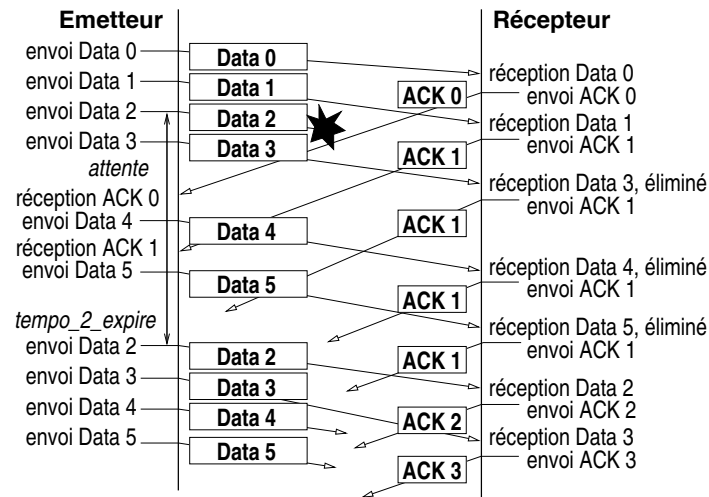 Emetteur
Récepteur
envoi Data 0
Data 0
réception Data 0
envoi Data 1
Data 1
ACK 0
envoi ACK 0
envoi Data 2
Data 2
réception Data 1
envoi Data 3
Data 3
ACK 1
envoi ACK 1
attente
réception Data 3, éliminé
réception ACK 0
envoi ACK 1
envoi Data 4
Data 4
ACK 1
réception ACK 1
envoi Data 5
Data 5
réception Data 4, éliminé
ACK 1
envoi ACK 1
tempo_2_expire
réception Data 5, éliminé
envoi Data 2
Data 2
ACK 1
envoi ACK 1
envoi Data 3
Data 3
réception Data 2
envoi Data 4
Data 4
ACK 2
envoi ACK 2
envoi Data 5
Data 5
réception Data 3
ACK 3
envoi ACK 3